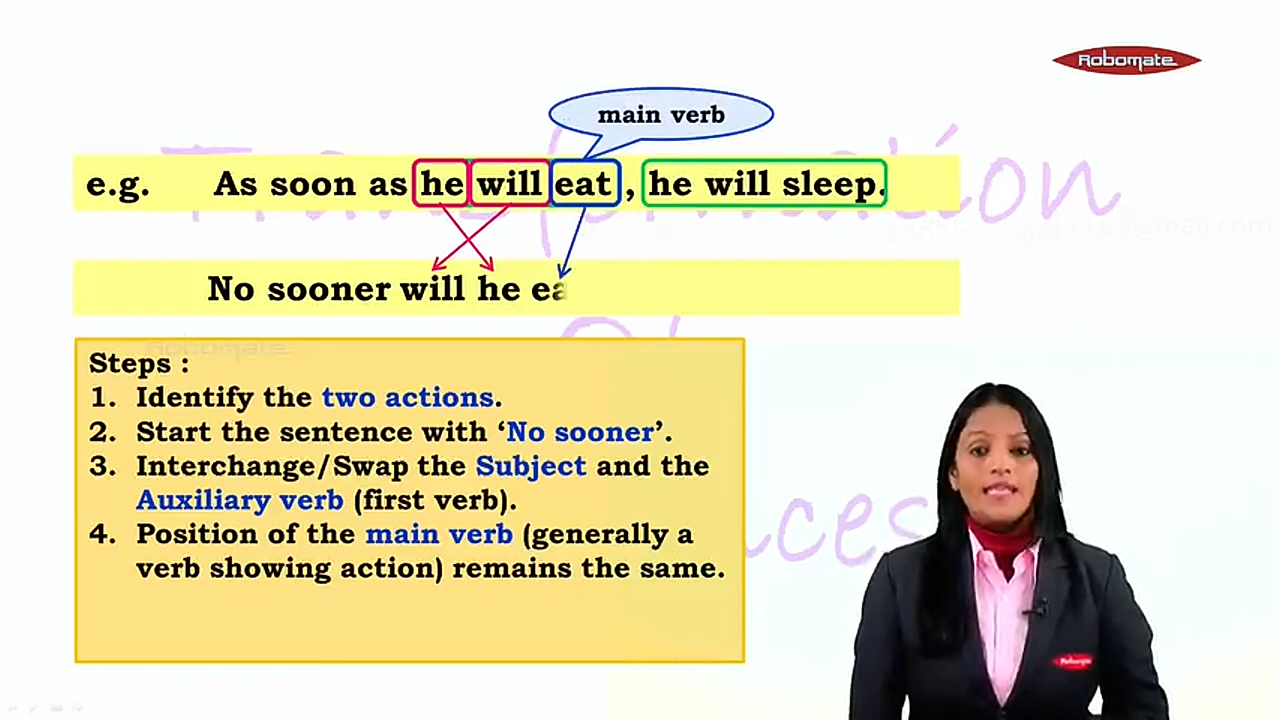 Robomate
main verb
e.g. As soon as he will eat , he will sleep.
No sooner will he ea
Robomate
Steps :
1. Identify the two actions.
2. Start the sentence with ‘No sooner’.
3. Interchange/Swap the Subject and the
Auxiliary verb (first verb).
4. Position of the main verb (generally a
verb showing action) remains the same.
Robomate